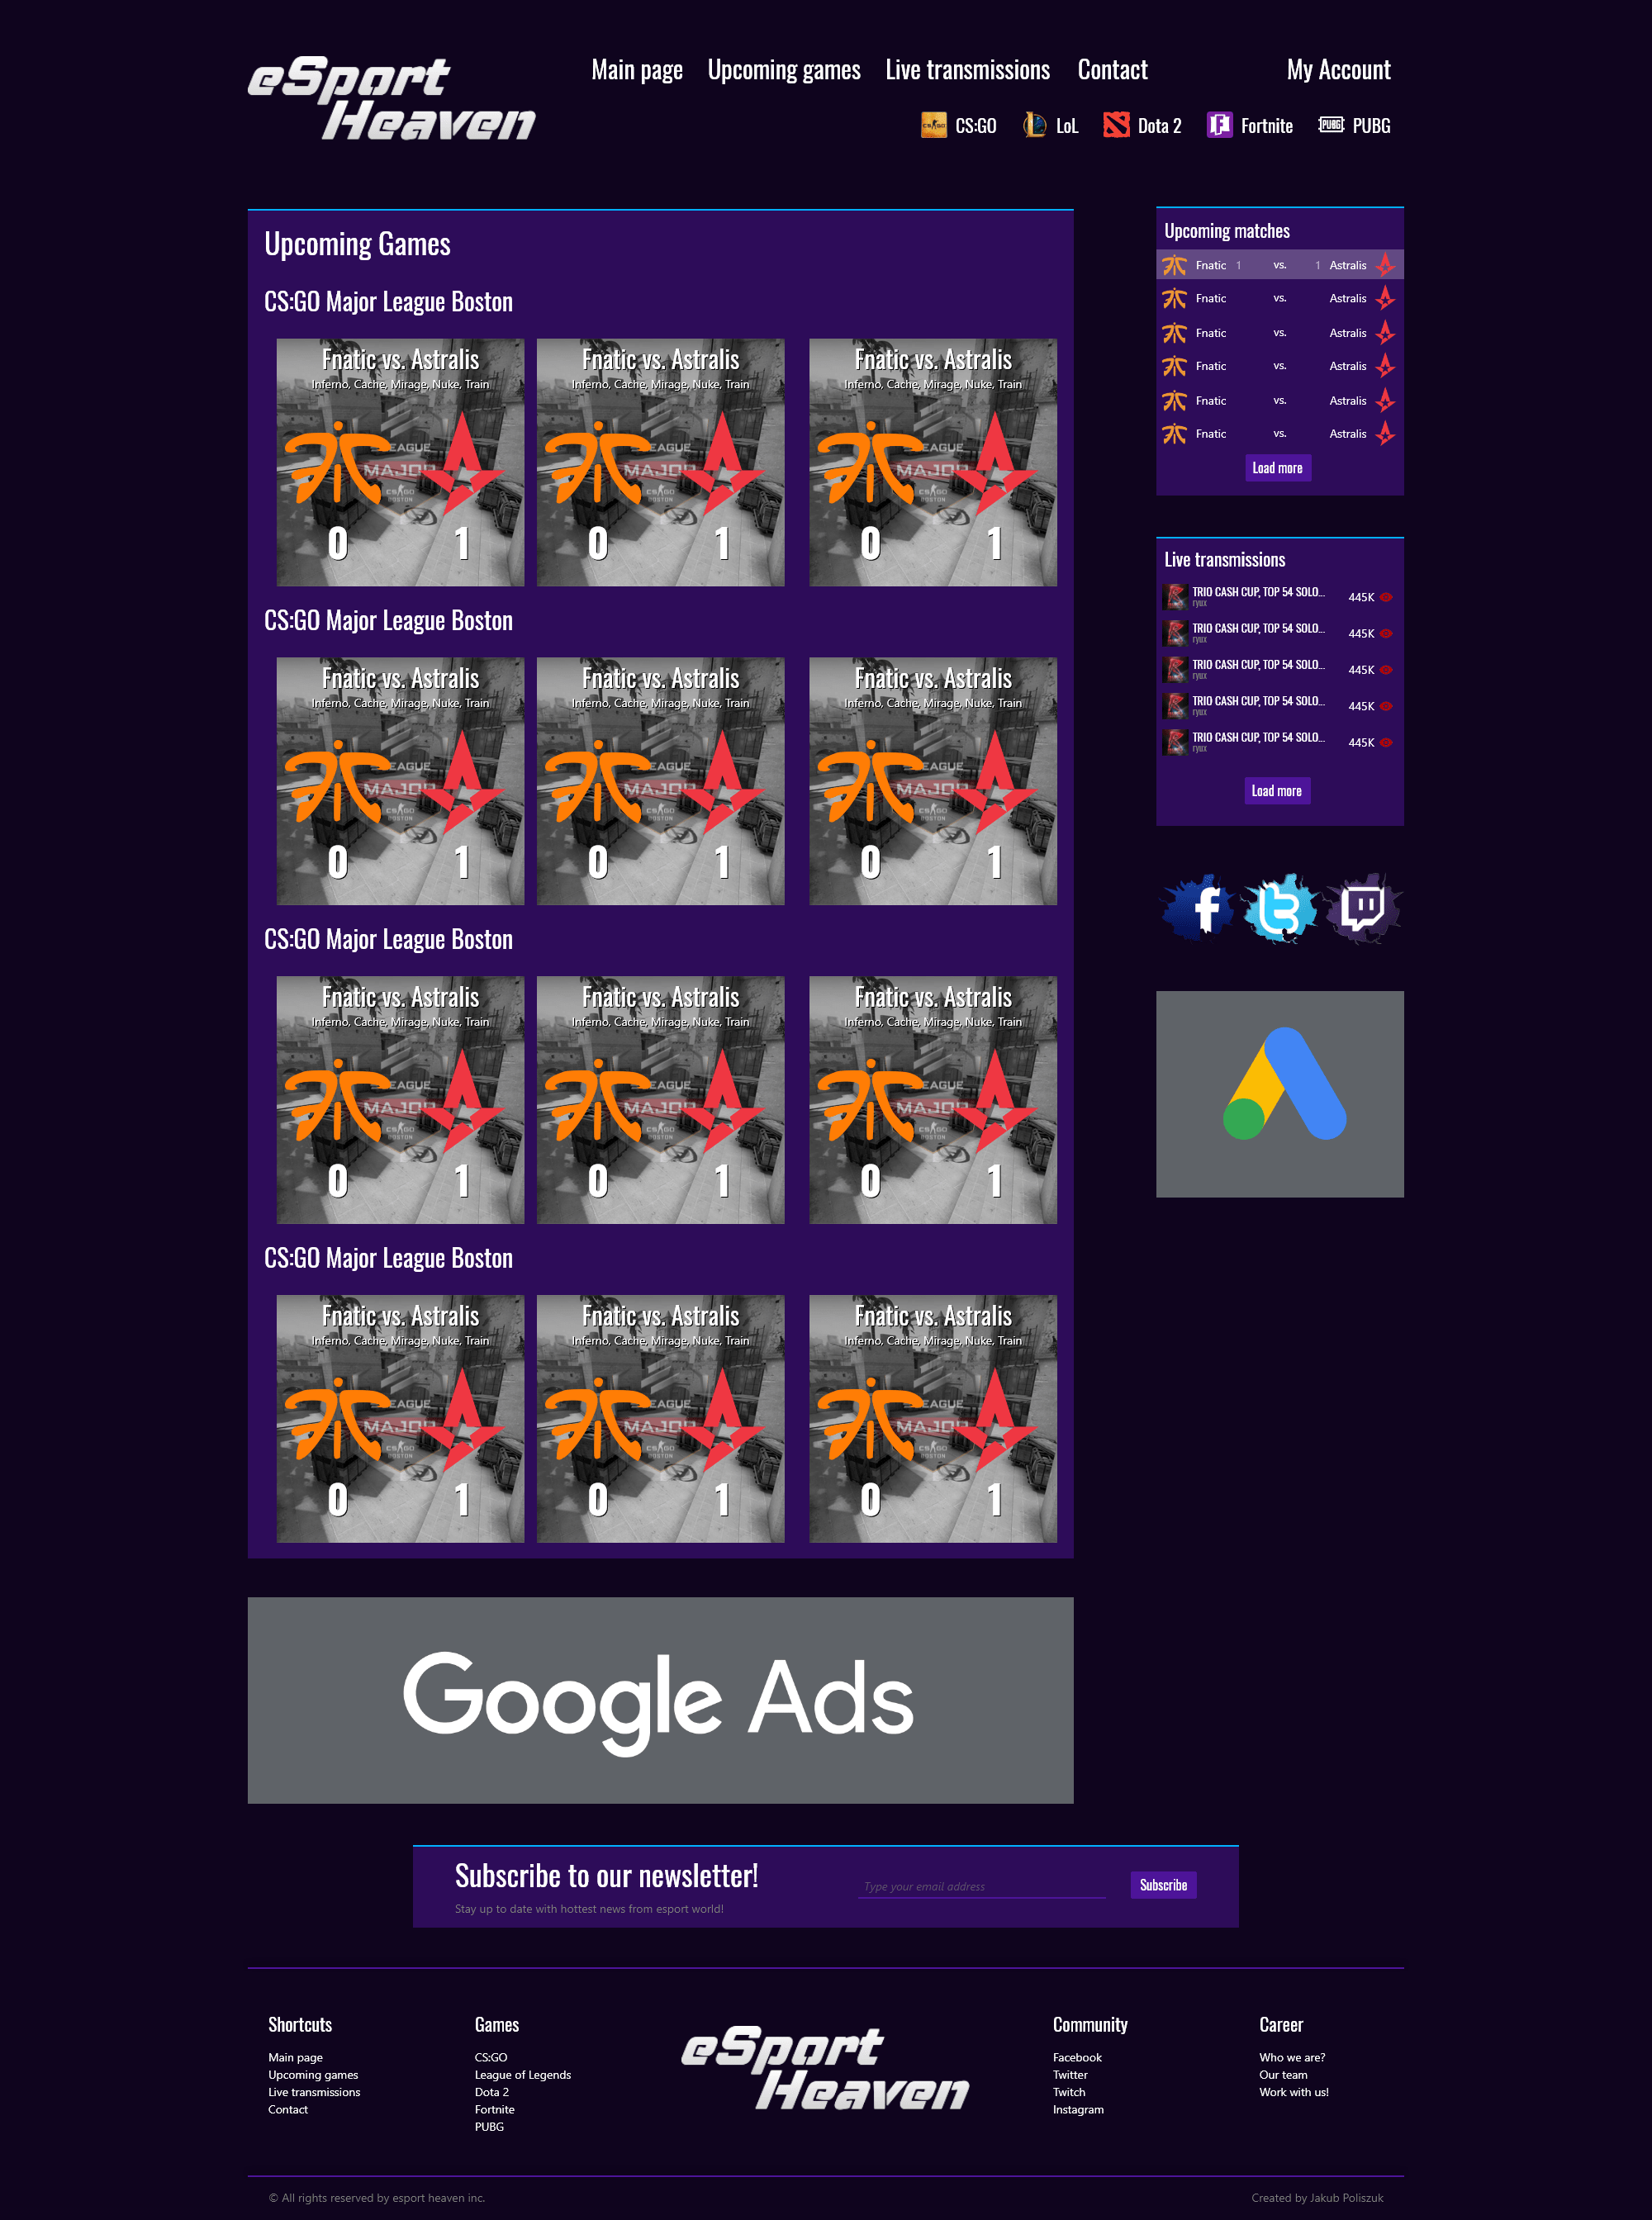 eSport
Heaven
Main page Upcoming games Live transmissions Contact My Account
CS:GO LoL Dota 2 Fortnite PUBG PUBG
Upcoming Games
CS:GO Major League Boston
Fnatic vs. Astralis Fnatic vs. Astralis Fnatic vs. Astralis
Inferno, Cache, Mirage, Nuke, Train Inferno, Cache, Mirage, Nuke, Train Inferno, Cache, Mirage, Nuke, Train
0 1 0 1 0 1
CS:GO Major League Boston
Fnatic vs. Astralis Fnatic vs. Astralis Fnatic vs. Astralis
Inferno, Cache, Mirage, Nuke, Train Inferno, Cache, Mirage, Nuke, Train Inferno, Cache, Mirage, Nuke, Train
0 1 0 1 0 1
CS:GO Major League Boston
Fnatic vs. Astralis Fnatic vs. Astralis Fnatic vs. Astralis
Inferno, Cache, Mirage, Nuke, Train Inferno, Cache, Mirage, Nuke, Train Inferno, Cache, Mirage, Nuke, Train
0 1 0 1 0 1
CS:GO Major League Boston
Fnatic vs. Astralis Fnatic vs. Astralis Fnatic vs. Astralis
Inferno, Cache, Mirage, Nuke, Train Inferno, Cache, Mirage, Nuke, Train Inferno, Cache, Mirage, Nuke, Train
0 1 0 1 0 1
Upcoming matches
Fnatic 1 vs. 1 Astralis
Fnatic vs. Astralis
Fnatic vs. Astralis
Fnatic vs. Astralis
Fnatic vs. Astralis
Fnatic vs. Astralis
Load more
Live transmissions
TRIO CASH CUP, TOP 54 SOLO... 445K
ryux
TRIO CASH CUP, TOP 54 SOLO... 445K
ryux
TRIO CASH CUP, TOP 54 SOLO... 445K
ryux
TRIO CASH CUP, TOP 54 SOLO... 445K
ryux
TRIO CASH CUP, TOP 54 SOLO... 445K
ryux
Load more
Google Ads
Subscribe to our newsletter!
Stay up to date with hottest news from esport world!
Type your email address
Subscribe
Shortcuts
Main page
Upcoming games
Live transmissions
Contact
Games
CS:GO
League of Legends
Dota 2
Fortnite
PUBG
eSport
Heaven
Community
Facebook
Twitter
Twitch
Instagram
Career
Who we are?
Our team
Work with us!
© All rights reserved by esport heaven inc.
Created by Jakub Poliszuk